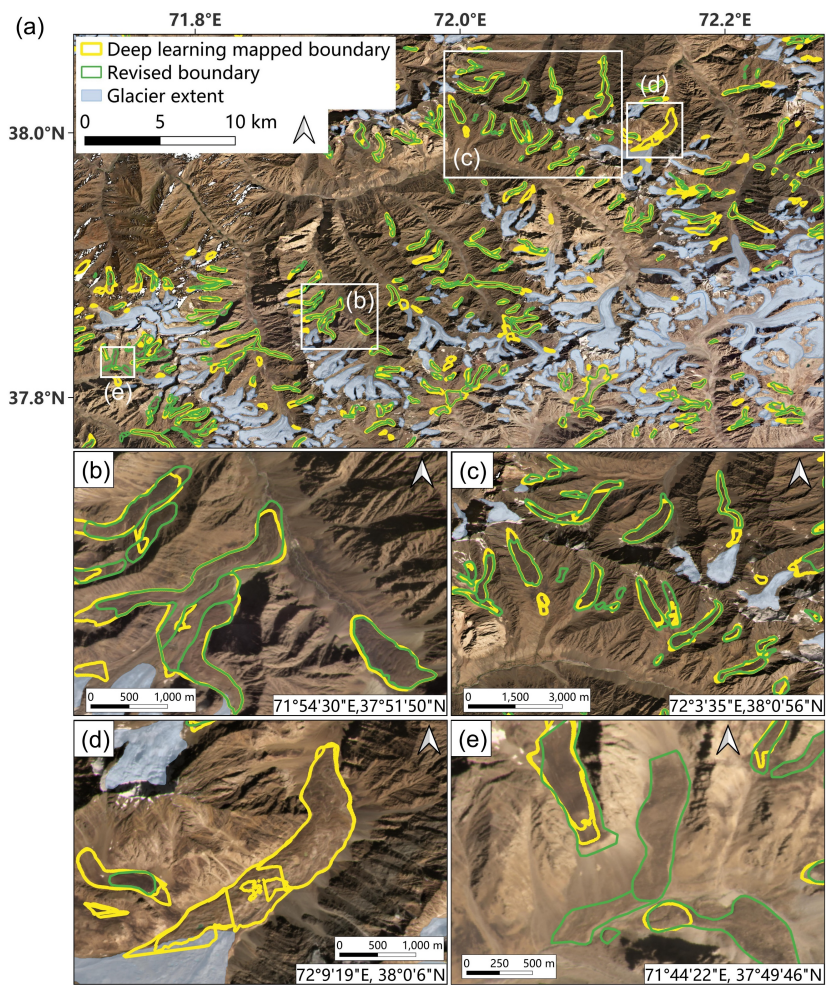 (a)
71.8°E
72.0°E
72.2°E
Deep learning mapped boundary
Revised boundary
Glacier extent
0 5 10 km
38.0°N
37.8°N
(c)
(d)
(b)
(e)
(b)
0 500 1,000 m
71°54'30"E,37°51'50"N
(c)
0 1,500 3,000 m
72°3'35"E,38°0'56"N
(d)
0 500 1,000 m
72°9'19"E, 38°0'6"N
(e)
0 250 500 m
71°44'22"E, 37°49'46"N